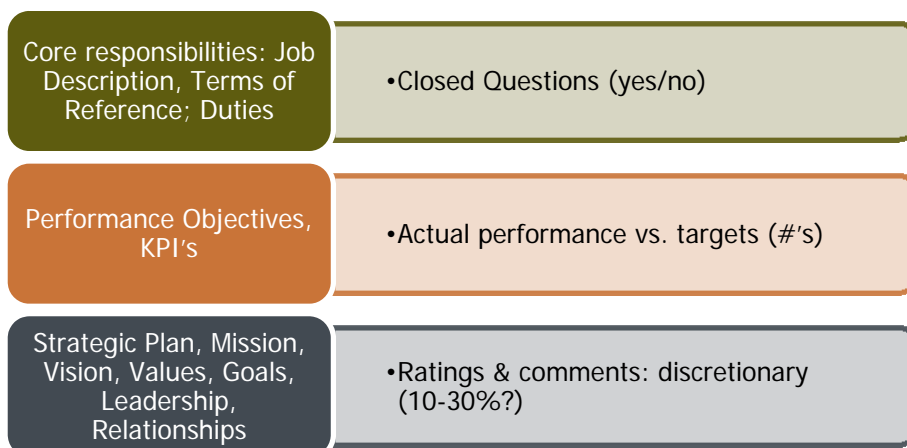 Core responsibilities: Job
Description, Terms of
Reference; Duties
•Closed Questions (yes/no)
Performance Objectives,
KPI's
•Actual performance vs. targets (#'s)
Strategic Plan, Mission,
Vision, Values, Goals,
Leadership,
Relationships
•Ratings & comments: discretionary
(10-30%?)